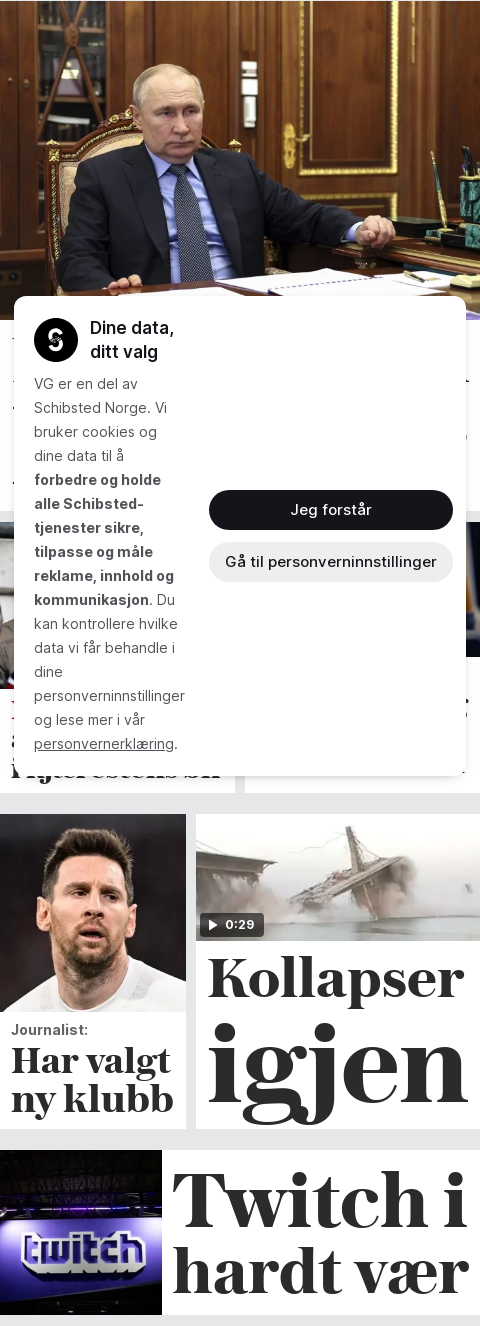 Dine data,
ditt valg
VG er en del av
Schibsted Norge. Vi
bruker cookies og
dine data til å
forbedre og holde
alle Schibsted-
tjenester sikre,
tilpasse og måle
reklame, innhold og
kommunikasjon. Du
kan kontrollere hvilke
data vi får behandle i
dine
personverninnstillinger
og lese mer i vår
personvernerklæring.
Jeg forstår
Gå til personverninnstillinger
0:29
Journalist:
Har valgt
ny klubb
Kollapser
igjen
twitch
Twitch i
hardt vær